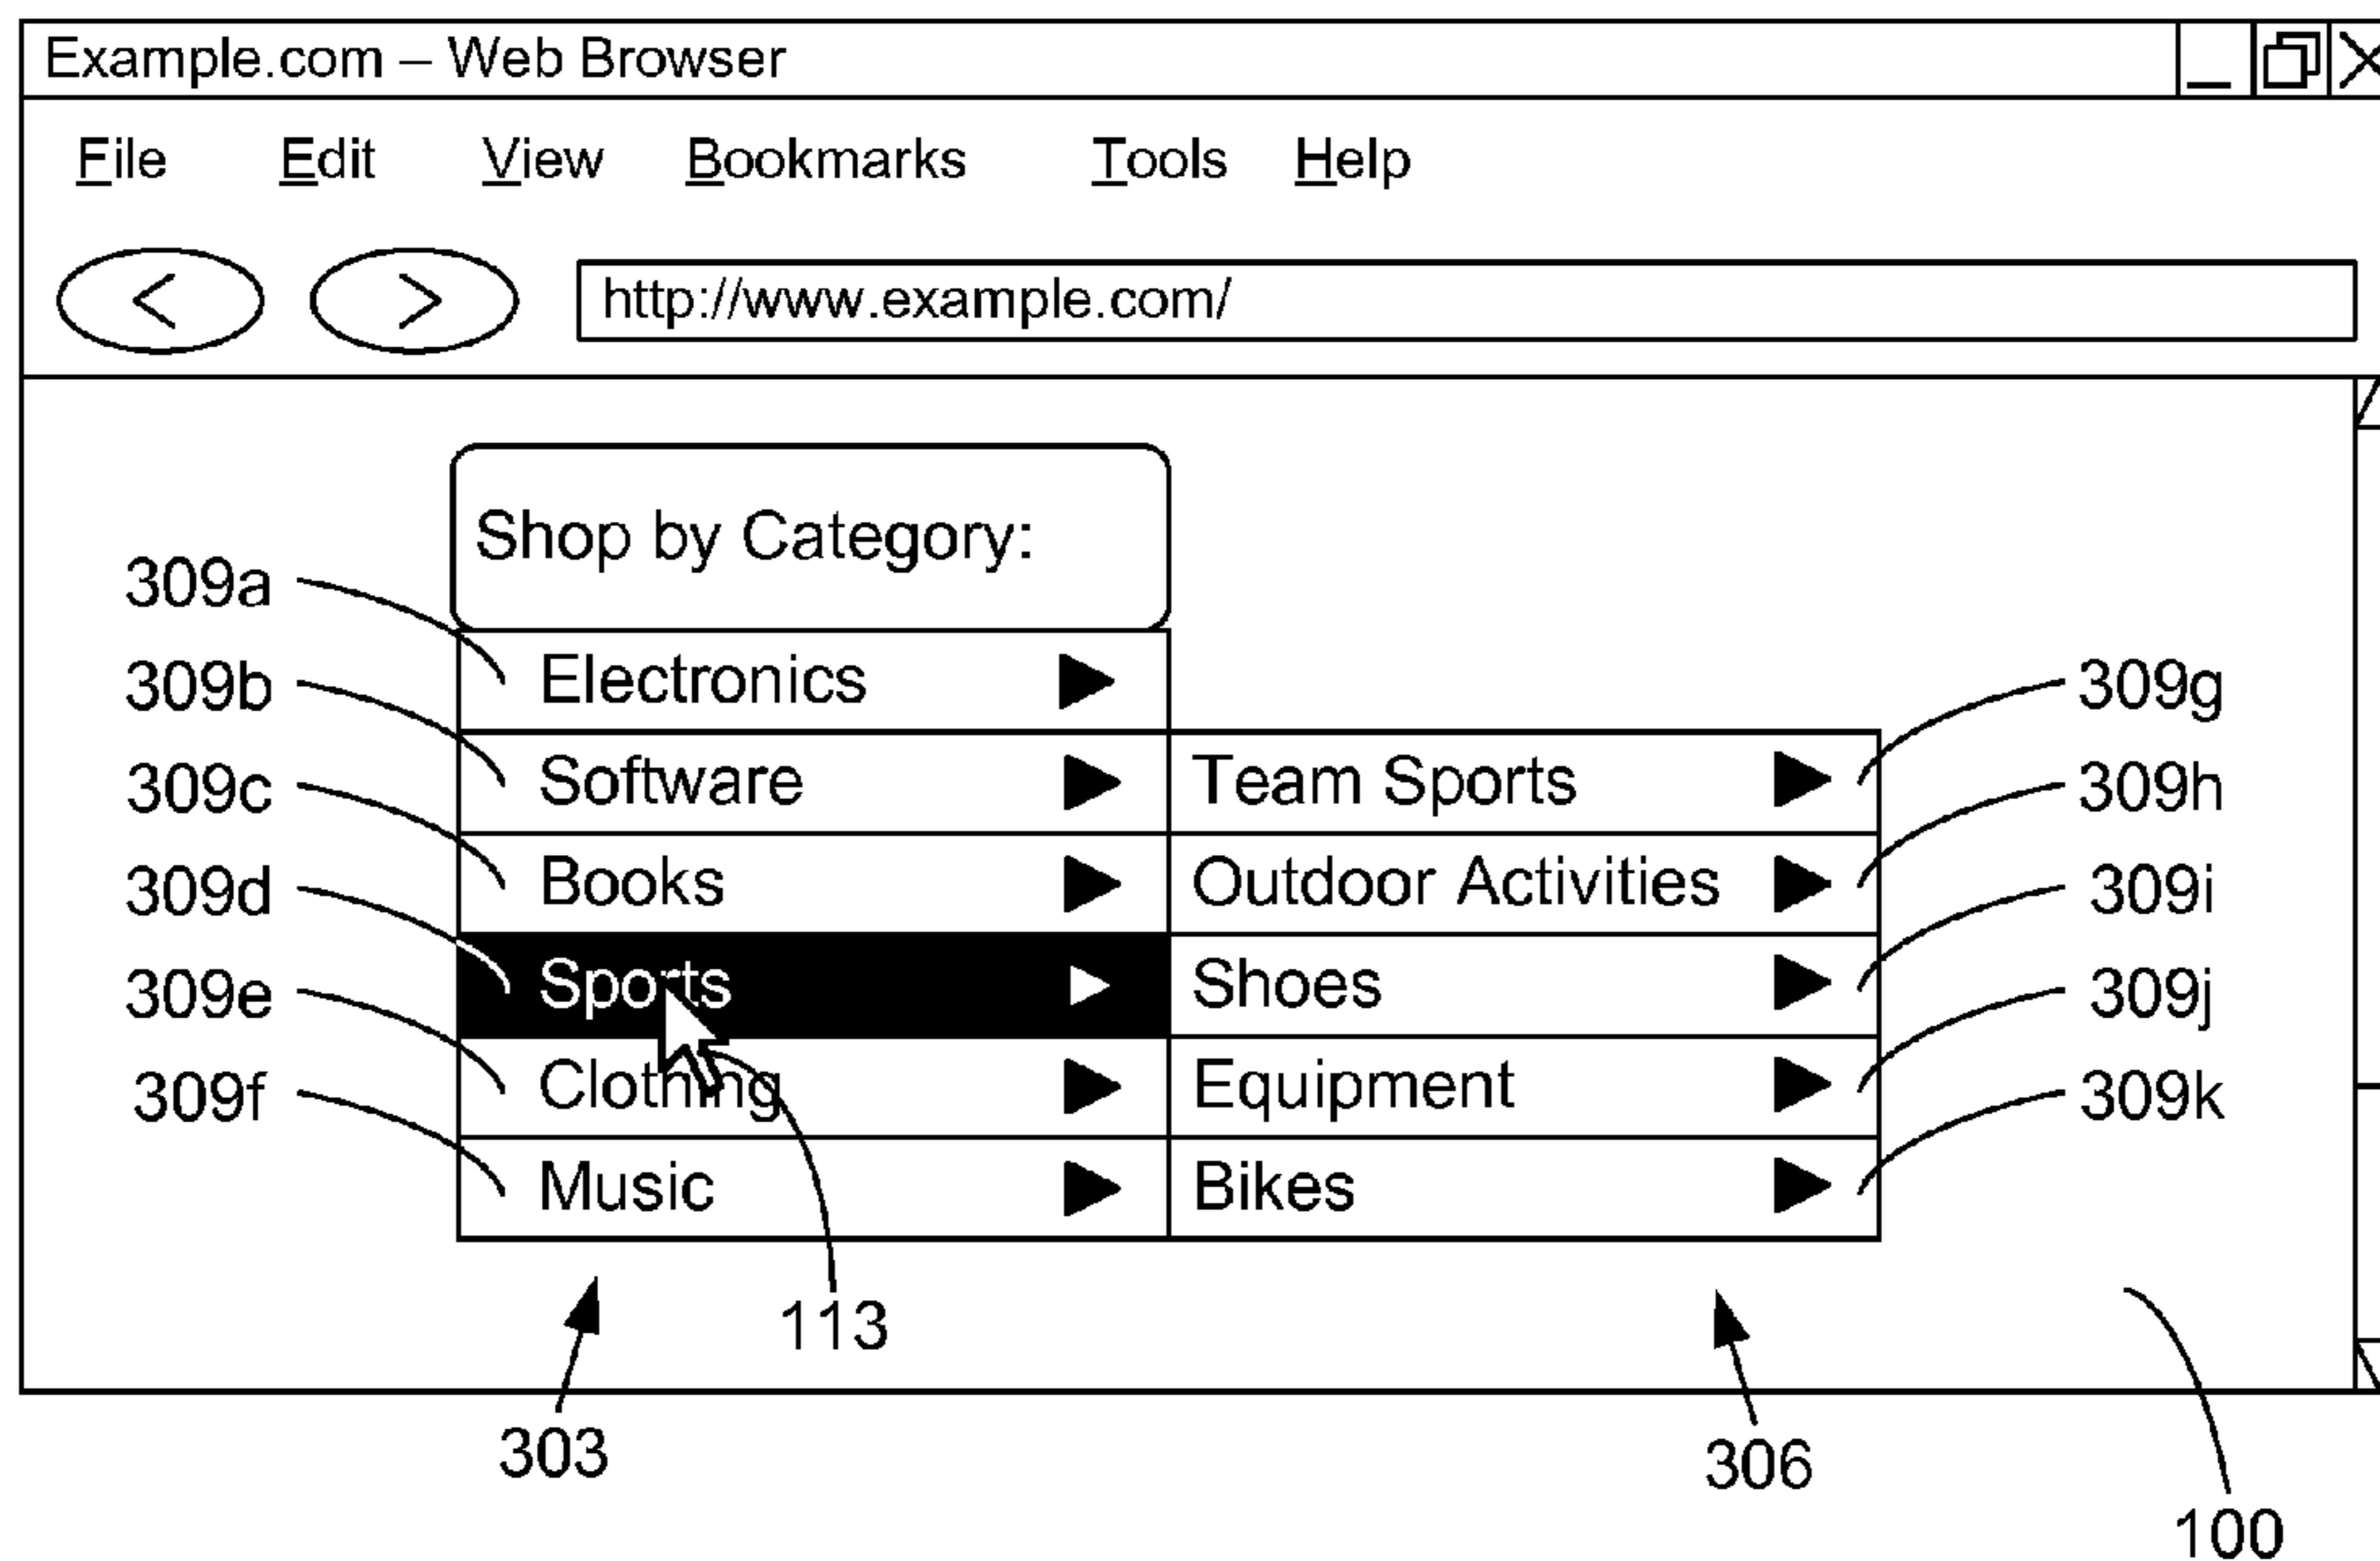 Example.com – Web Browser
File Edit View Bookmarks Tools Help
< > http://www.example.com/
Shop by Category:
309a
Electronics
309b
309g
Software
Team Sports
309c
309h
Books
Outdoor Activities
309d
309i
Sports
Shoes
309e
309j
Clothing
Equipment
309f
309k
Music
Bikes
113
303
306
100